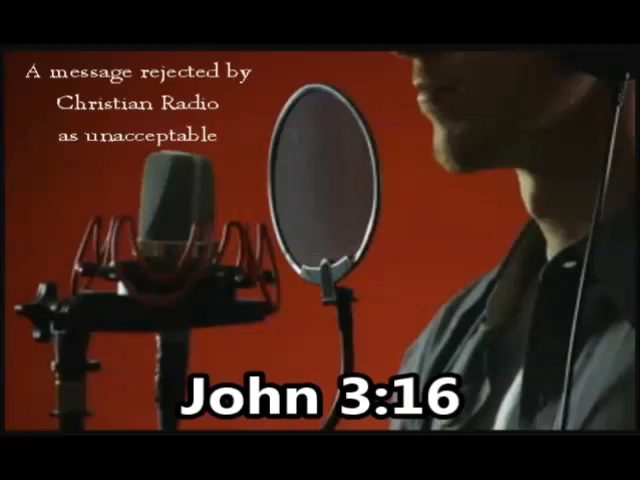 A message rejected by
Christian Radio
as unacceptable
John 3:16